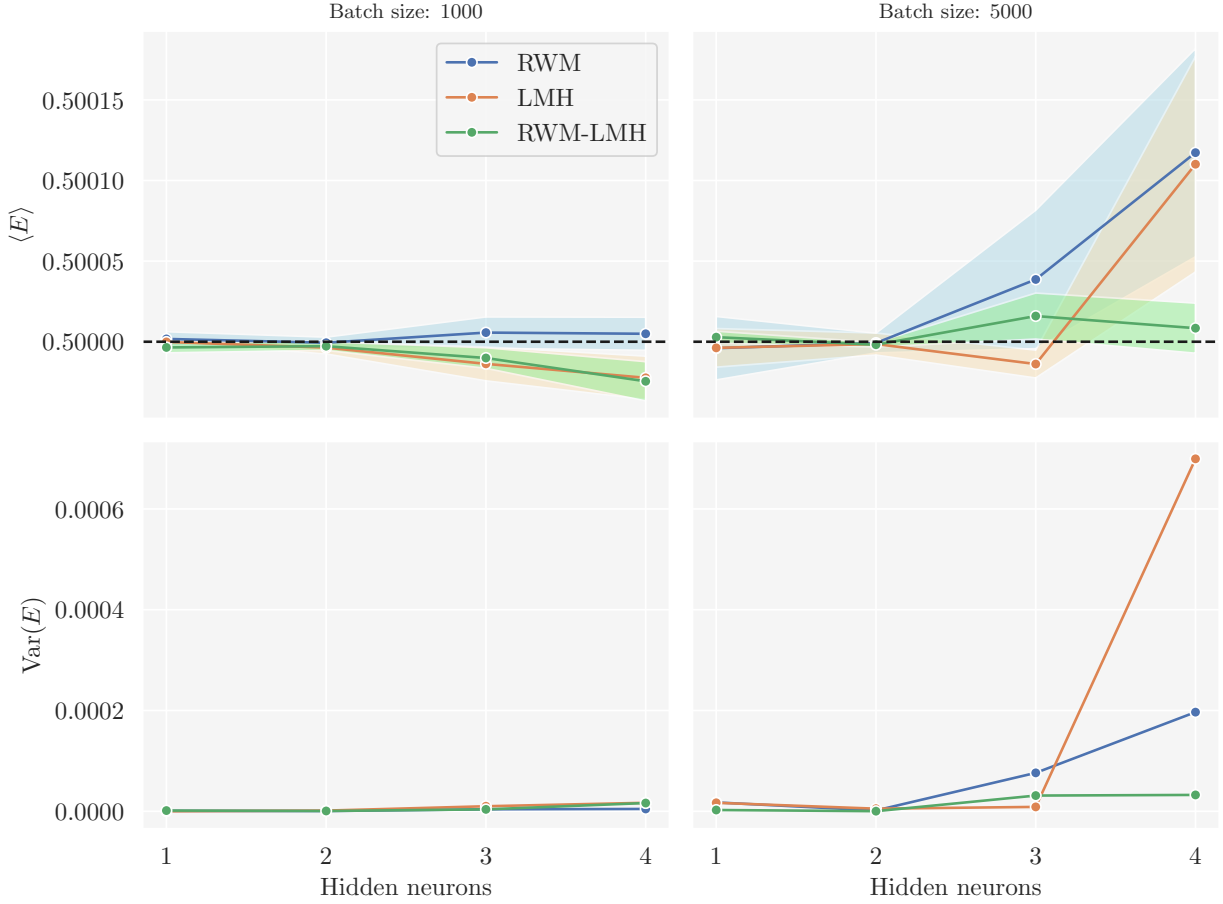 Batch size: 1000
Batch size: 5000
RWM
LMH
RWM-LMH
⟨E⟩
0.50015
0.50010
0.50005
0.50000
Var(E)
0.0006
0.0004
0.0002
0.0000
1 2 3 4
1 2 3 4
Hidden neurons
Hidden neurons